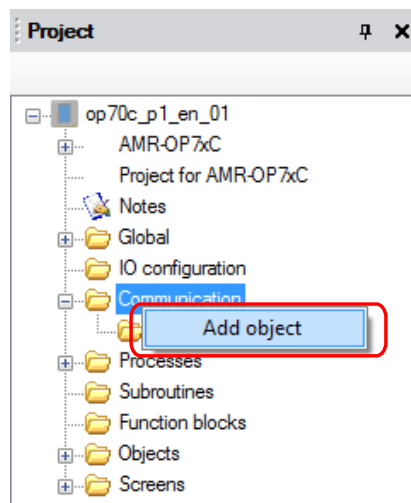 Project
op70c_p1_en_01
AMR-OP7xC
Project for AMR-OP7xC
Notes
Global
IO configuration
Communication
Add object
Processes
Subroutines
Function blocks
Objects
Screens